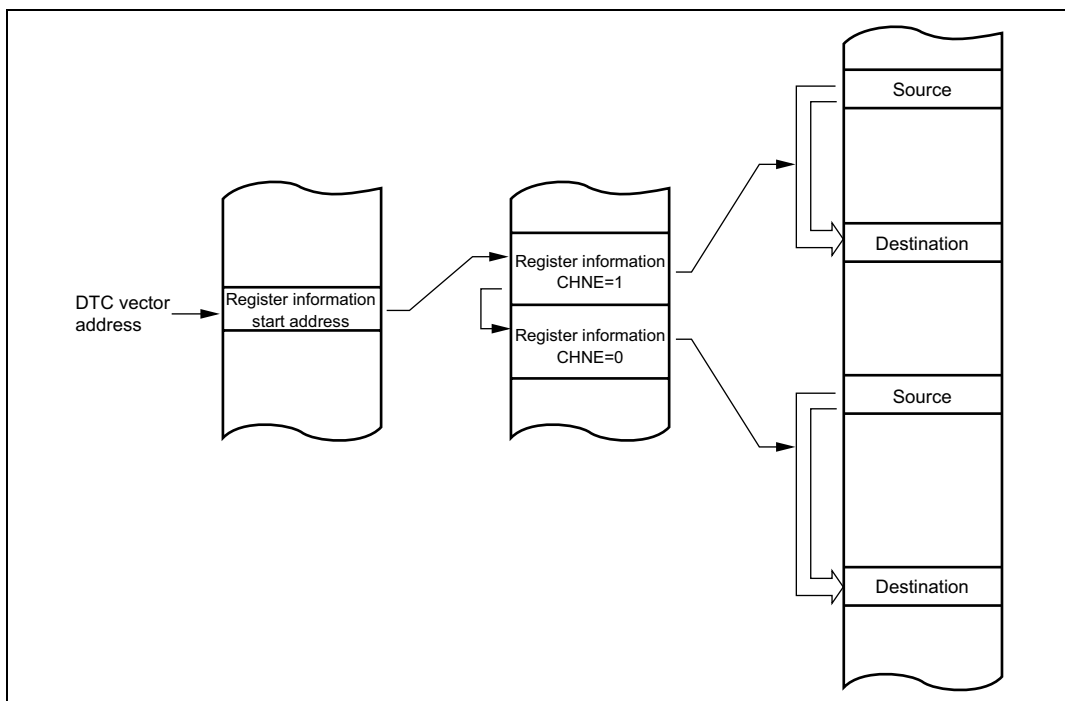 DTC vector
address
Register information
start address
Register information
CHNE=1
Register information
CHNE=0
Source
Destination
Source
Destination